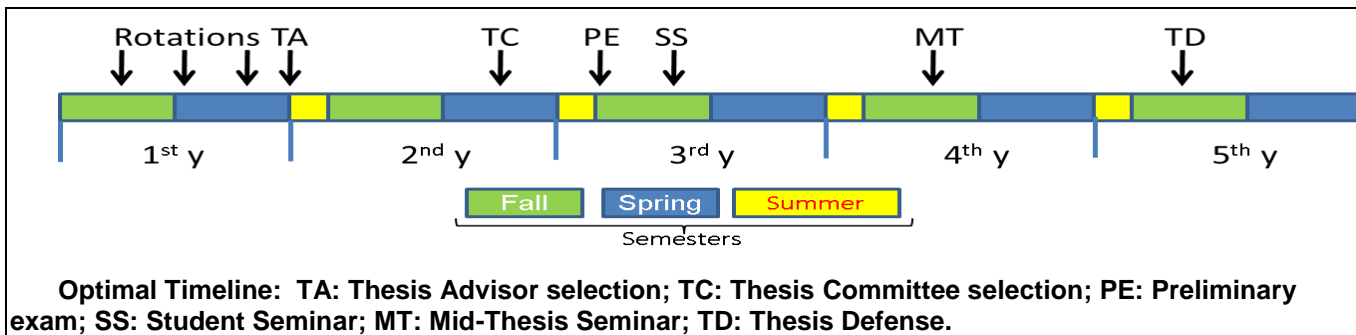 Rotations TA TC PE SS MT TD
1st y 2nd y 3rd y 4th y 5th y
Fall Spring Summer
Semesters
Optimal Timeline: TA: Thesis Advisor selection; TC: Thesis Committee selection; PE: Preliminary
exam; SS: Student Seminar; MT: Mid-Thesis Seminar; TD: Thesis Defense.